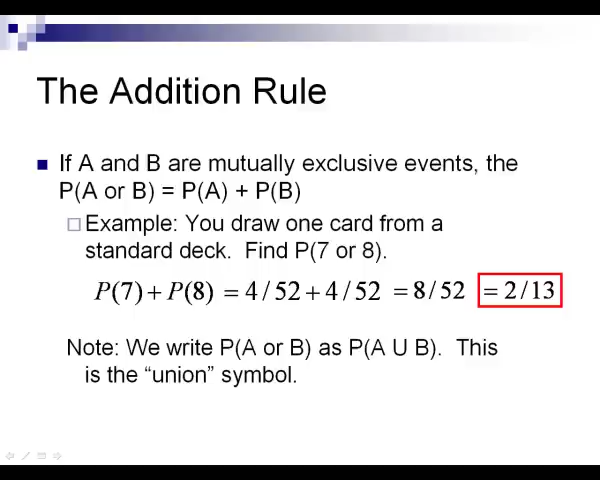 The Addition Rule
If A and B are mutually exclusive events, the
P(A or B) = P(A) + P(B)
Example: You draw one card from a
standard deck.  Find P(7 or 8).
P(7) + P(8) = 4 / 52 + 4 / 52 = 8 / 52 = 2 / 13
Note: We write P(A or B) as P(A U B).  This
is the “union” symbol.